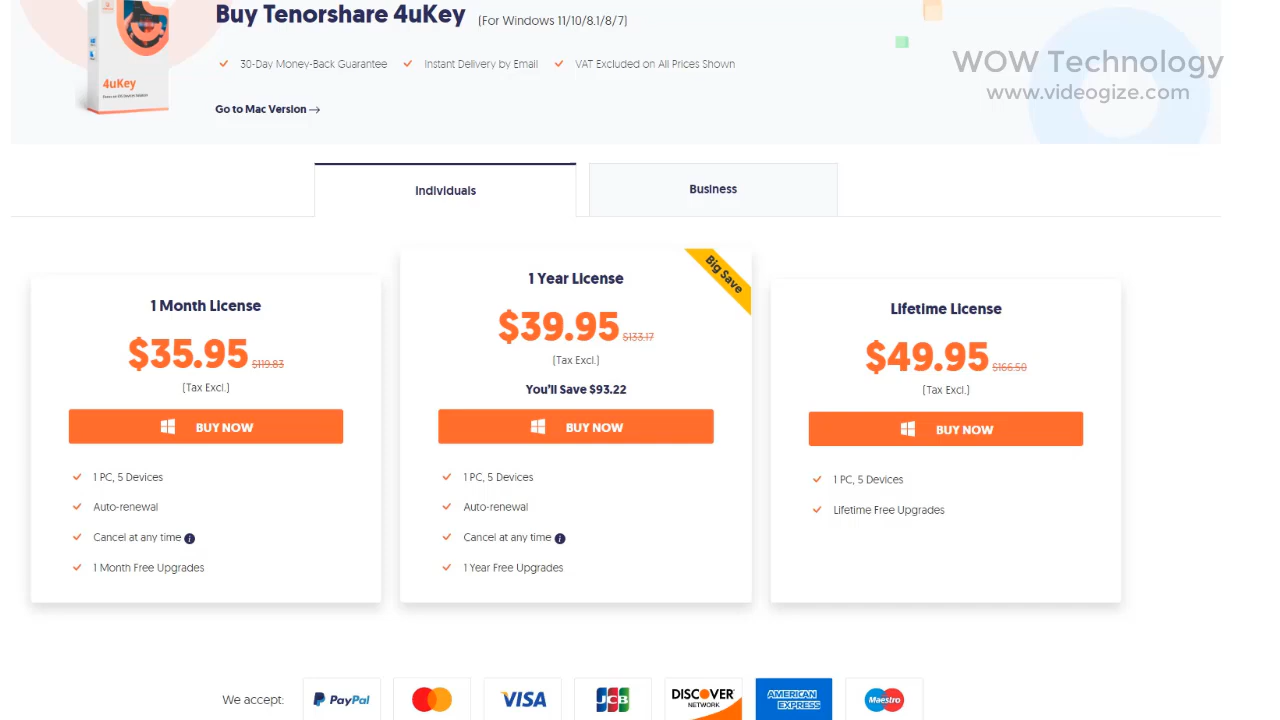 Buy Tenorshare 4uKey (For Windows 11/10/8.1/8/7)
30-Day Money-Back Guarantee Instant Delivery by Email VAT Excluded on All Prices Shown
Go to Mac Version →
4uKey
WOW Technology
www.videogize.com
Individuals
Business
1 Month License
$35.95 $119.83
(Tax Excl.)
BUY NOW
1 PC, 5 Devices
Auto-renewal
Cancel at any time i
1 Month Free Upgrades
Big Save
1 Year License
$39.95 $133.17
(Tax Excl.)
You'll Save $93.22
BUY NOW
1 PC, 5 Devices
Auto-renewal
Cancel at any time i
1 Year Free Upgrades
Lifetime License
$49.95 $166.50
(Tax Excl.)
BUY NOW
1 PC, 5 Devices
Lifetime Free Upgrades
We accept: PayPal VISA JCB DISCOVER NETWORK AMERICAN EXPRESS Maestro